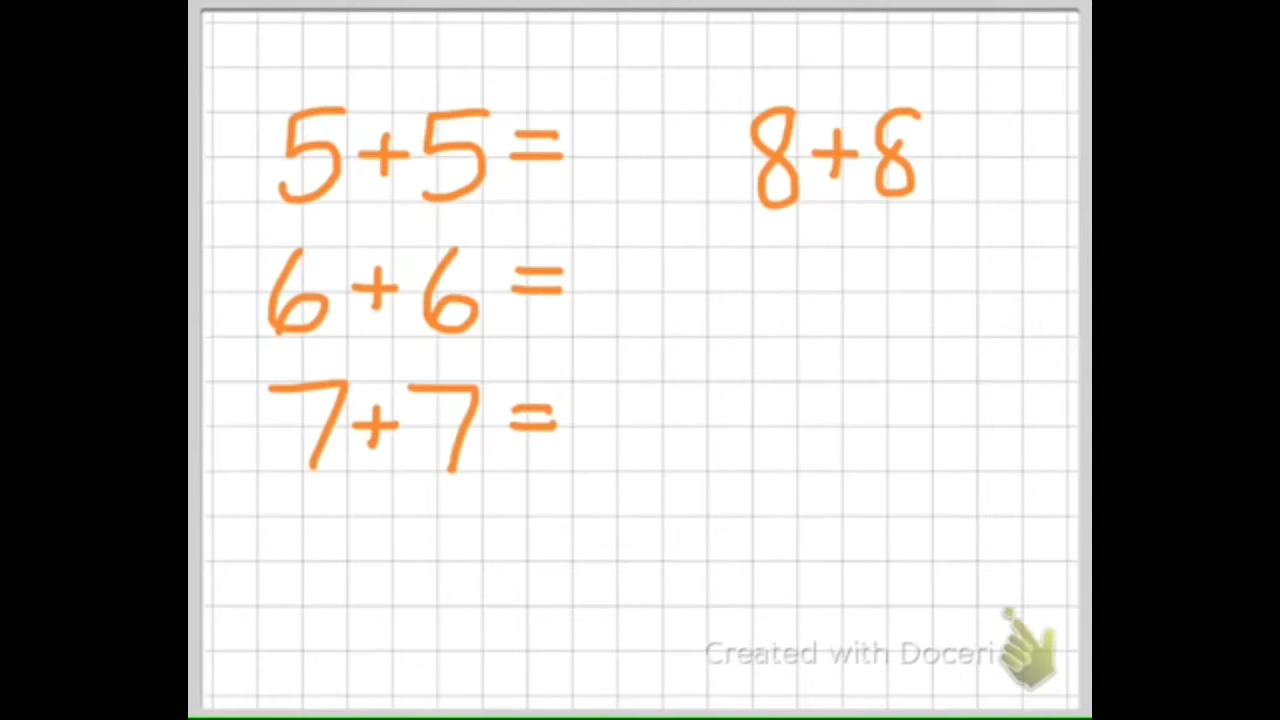 5+5=
6+6=
7+7=
8+8
Created with Doceri